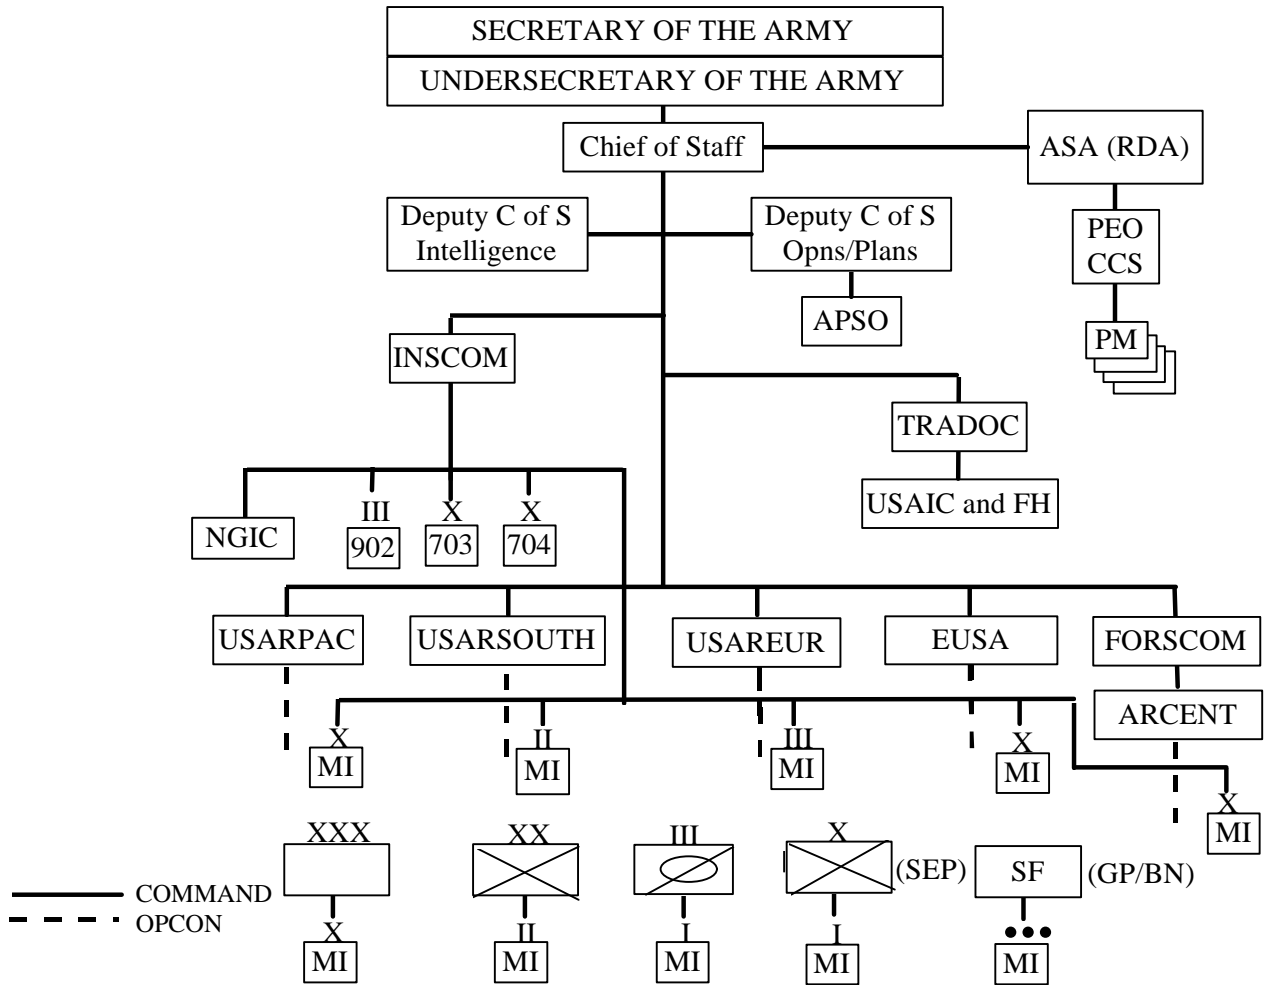 SECRETARY OF THE ARMY
UNDERSECRETARY OF THE ARMY
Chief of Staff
ASA (RDA)
Deputy C of S
Intelligence
Deputy C of S
Opns/Plans
PEO
CCS
APSO
PM
INSCOM
TRADOC
USAIC and FH
NGIC
III
902
X
703
X
704
USARPAC
USARSOUTH
USAREUR
EUSA
FORSCOM
ARCENT
X
MI
II
MI
III
MI
X
MI
X
MI
XXX
XX
III
X
(SEP)
SF
(GP/BN)
COMMAND
OPCON
X
MI
II
MI
I
MI
I
MI
●●●
MI